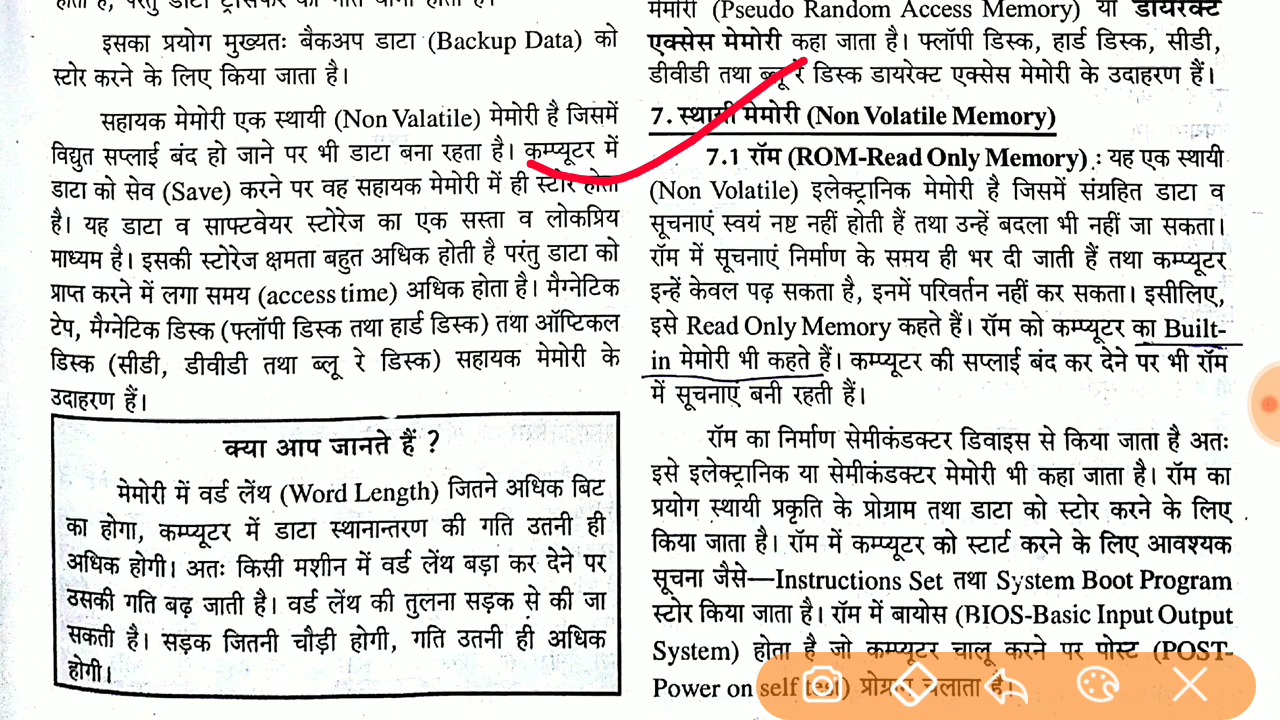 होता है, परंतु डाटा ट्रांसफर की गति धीमी होती है।
इसका प्रयोग मुख्यतः बैकअप डाटा (Backup Data) को
स्टोर करने के लिए किया जाता है।
सहायक मेमोरी एक स्थायी (Non Valatile) मेमोरी है जिसमें
विद्युत सप्लाई बंद हो जाने पर भी डाटा बना रहता है। कम्प्यूटर में
डाटा को सेव (Save) करने पर वह सहायक मेमोरी में ही स्टोर होता
है। यह डाटा व साफ्टवेयर स्टोरेज का एक सस्ता व लोकप्रिय
माध्यम है। इसकी स्टोरेज क्षमता बहुत अधिक होती है परंतु डाटा को
प्राप्त करने में लगा समय (access time) अधिक होता है। मैग्नेटिक
टेप, मैग्नेटिक डिस्क (फ्लॉपी डिस्क तथा हार्ड डिस्क) तथा ऑप्टिकल
डिस्क (सीडी, डीवीडी तथा ब्लू रे डिस्क) सहायक मेमोरी के
उदाहरण हैं।
क्या आप जानते हैं ?
मेमोरी में वर्ड लेंथ (Word Length) जितने अधिक बिट
का होगा, कम्प्यूटर में डाटा स्थानान्तरण की गति उतनी ही
अधिक होगी। अतः किसी मशीन में वर्ड लेंथ बड़ा कर देने पर
उसकी गति बढ़ जाती है। वर्ड लेंथ की तुलना सड़क से की जा
सकती है। सड़क जितनी चौड़ी होगी, गति उतनी ही अधिक
होगी।
मेमोरी (Pseudo Random Access Memory) या डायरेक्ट
एक्सेस मेमोरी कहा जाता है। फ्लॉपी डिस्क, हार्ड डिस्क, सीडी,
डीवीडी तथा ब्लू रे डिस्क डायरेक्ट एक्सेस मेमोरी के उदाहरण हैं।
7. स्थायी मेमोरी (Non Volatile Memory)
7.1 रॉम (ROM-Read Only Memory) : यह एक स्थायी
(Non Volatile) इलेक्ट्रानिक मेमोरी है जिसमें संग्रहित डाटा व
सूचनाएं स्वयं नष्ट नहीं होती हैं तथा उन्हें बदला भी नहीं जा सकता।
रॉम में सूचनाएं निर्माण के समय ही भर दी जाती हैं तथा कम्प्यूटर
इन्हें केवल पढ़ सकता है, इनमें परिवर्तन नहीं कर सकता। इसीलिए,
इसे Read Only Memory कहते हैं। रॉम को कम्प्यूटर का Built-
in मेमोरी भी कहते हैं। कम्प्यूटर की सप्लाई बंद कर देने पर भी रॉम
में सूचनाएं बनी रहती हैं।
रॉम का निर्माण सेमीकंडक्टर डिवाइस से किया जाता है अतः
इसे इलेक्ट्रानिक या सेमीकंडक्टर मेमोरी भी कहा जाता है। रॉम का
प्रयोग स्थायी प्रकृति के प्रोग्राम तथा डाटा को स्टोर करने के लिए
किया जाता है। रॉम में कम्प्यूटर को स्टार्ट करने के लिए आवश्यक
सूचना जैसे—Instructions Set तथा System Boot Program
स्टोर किया जाता है। रॉम में बायोस (BIOS-Basic Input Output
System) होता है जो कम्प्यूटर चालू करने पर पोस्ट (POST-
Power on self test) प्रोग्राम चलाता है।